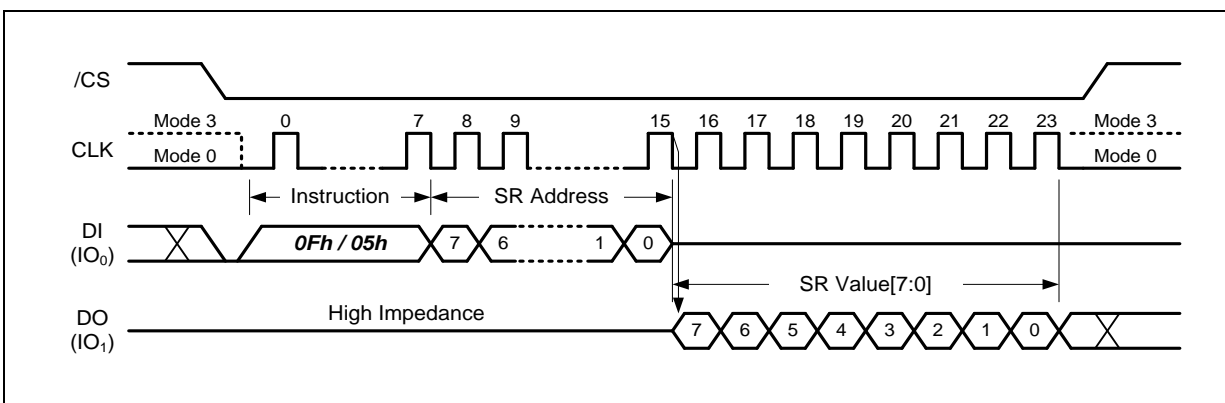 /CS
Mode 3 0 7 8 9 15 16 17 18 19 20 21 22 23 Mode 3
CLK
Mode 0 Mode 0
Instruction SR Address
DI
(IO0)
0Fh / 05h 7 6 1 0
SR Value[7:0]
High Impedance
DO
(IO1)
7 6 5 4 3 2 1 0